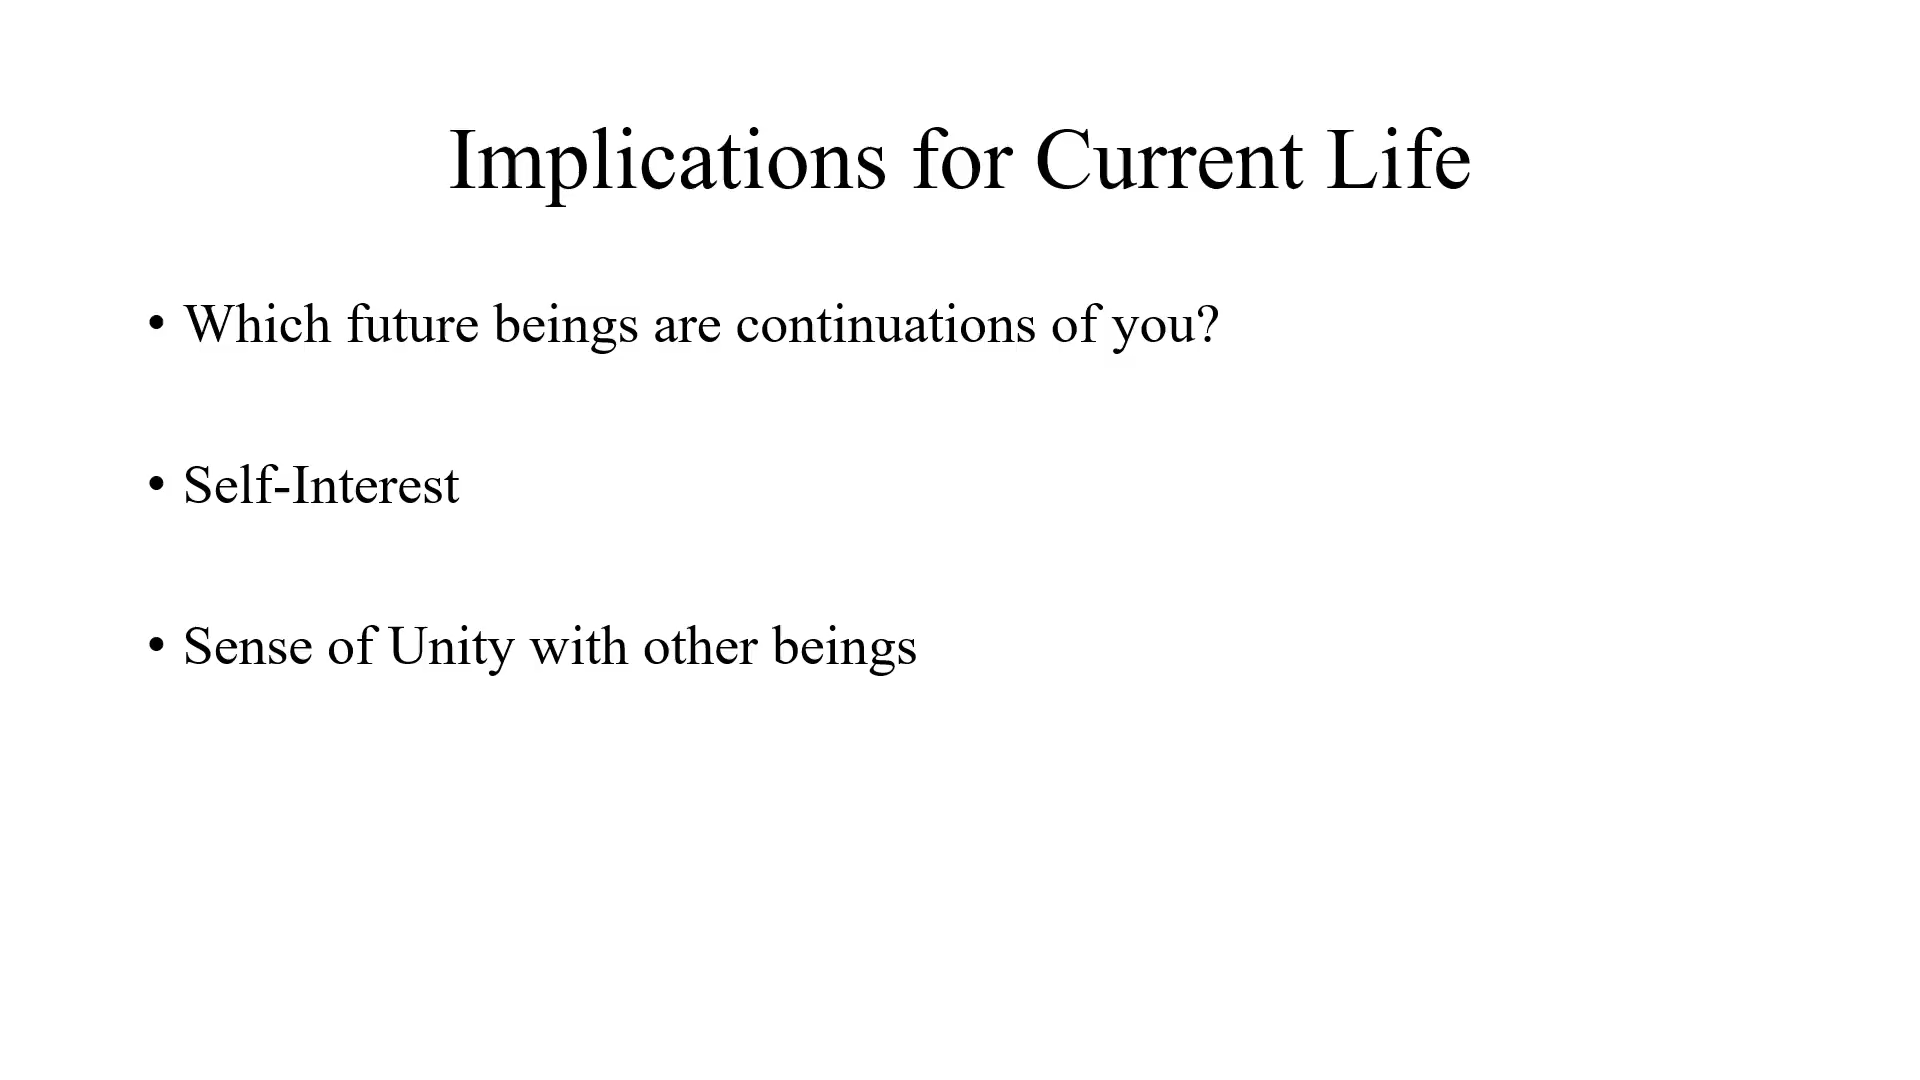 Implications for Current Life
• Which future beings are continuations of you?
• Self-Interest
• Sense of Unity with other beings